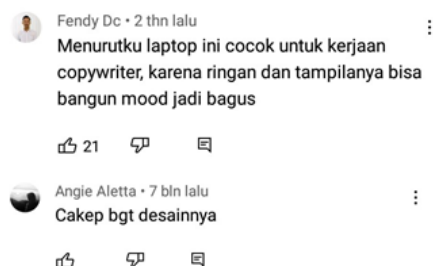 Fendy Dc • 2 thn lalu
Menurutku laptop ini cocok untuk kerjaan
copywriter, karena ringan dan tampilanya bisa
bangun mood jadi bagus
21
Angie Aletta • 7 bln lalu
Cakep bgt desainnya